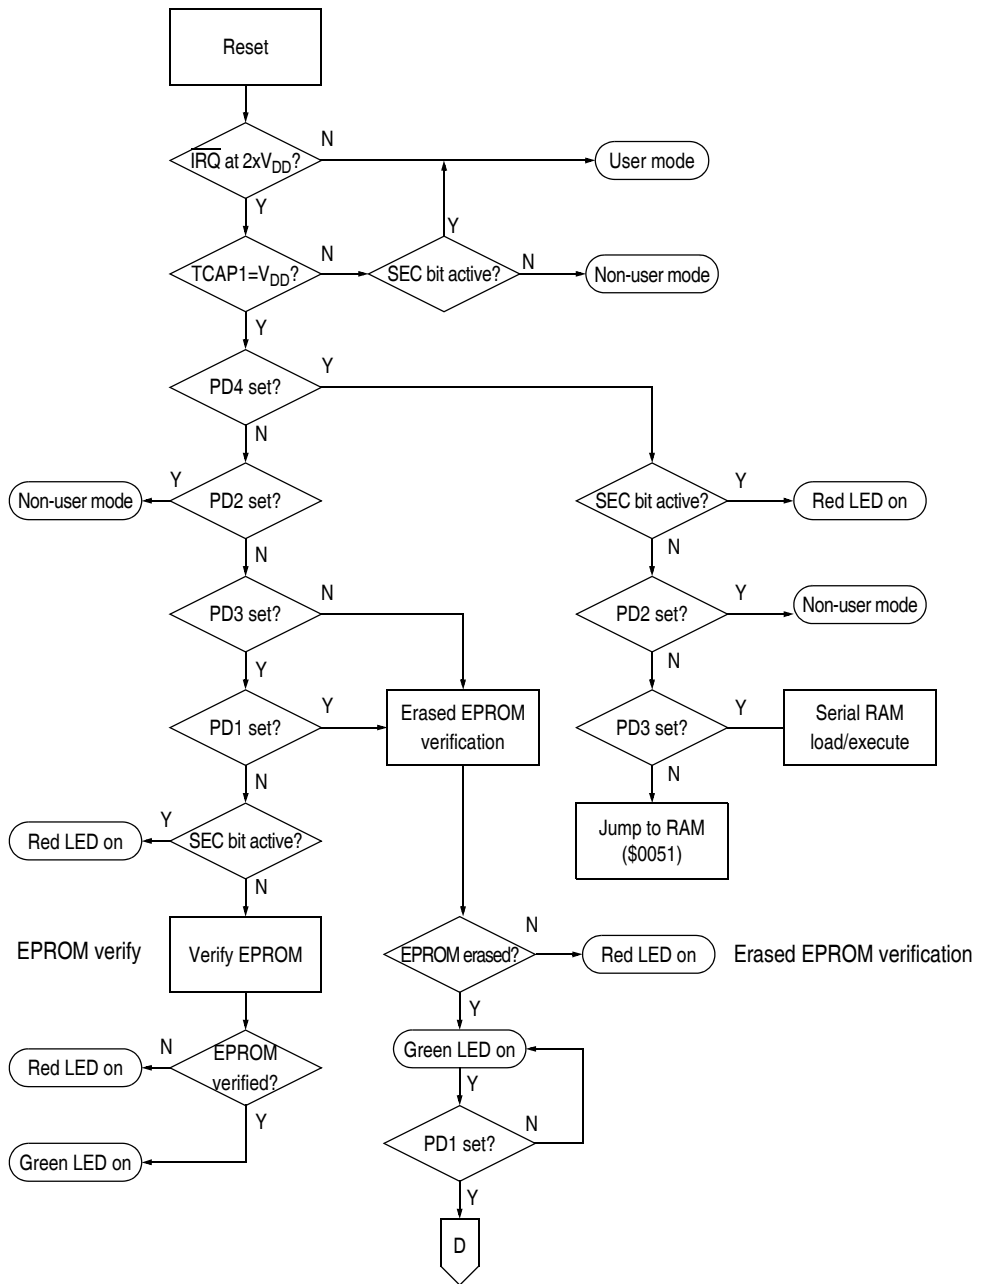 Reset
N
IRQ at 2xVDD?
User mode
Y
Y
TCAP1=VDD?
N
SEC bit active?
N
Non-user mode
Y
PD4 set?
Y
N
Non-user mode
Y
PD2 set?
SEC bit active?
Y
Red LED on
N
N
PD3 set?
N
PD2 set?
Y
Non-user mode
Y
N
PD1 set?
Y
Erased EPROM
verification
PD3 set?
Y
Serial RAM
load/execute
N
N
Red LED on
Y
SEC bit active?
Jump to RAM
($0051)
N
EPROM verify
Verify EPROM
EPROM erased?
N
Red LED on
Erased EPROM verification
Y
Green LED on
Red LED on
N
EPROM
verified?
Y
Y
PD1 set?
N
Green LED on
Y
D